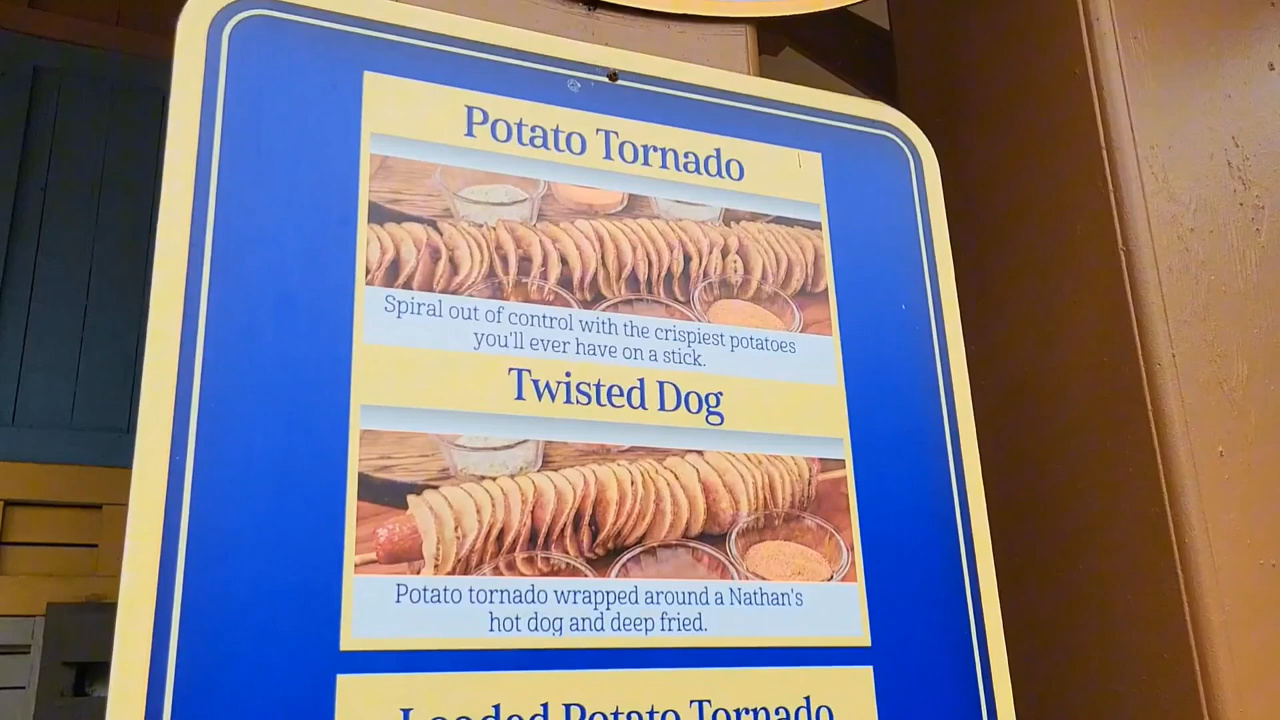 Potato Tornado
Spiral out of control with the crispiest potatoes
you'll ever have on a stick.
Twisted Dog
Potato tornado wrapped around a Nathan's
hot dog and deep fried.
Loaded Potato Tornado